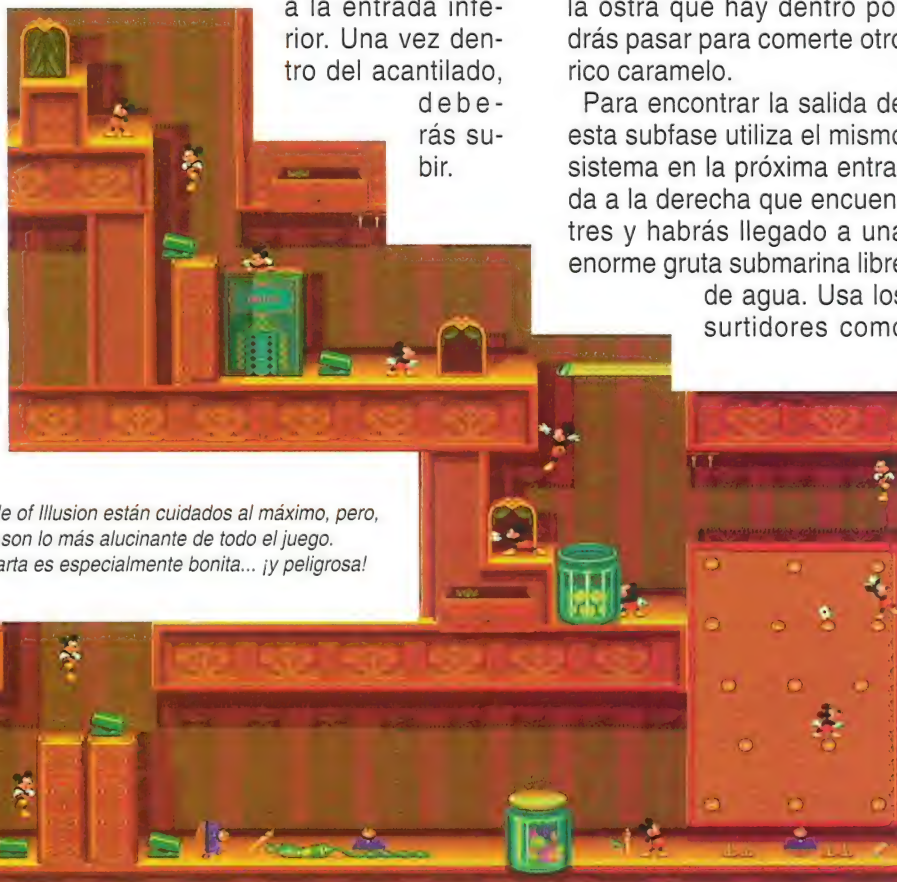 a la entrada infe-
rior. Una vez den-
tro del acantilado,
debe-
rás su-
bir.
la ostra que hay dentro po-
drás pasar para comerte otro
rico caramelo.
Para encontrar la salida de
esta subfase utiliza el mismo
sistema en la próxima entra-
da a la derecha que encuen-
tres y habrás llegado a una
enorme gruta submarina libre
de agua. Usa los
surtidores como
le of Illusion están cuidados al máximo, pero,
son lo más alucinante de todo el juego.
arta es especialmente bonita... ¡y peligrosa!